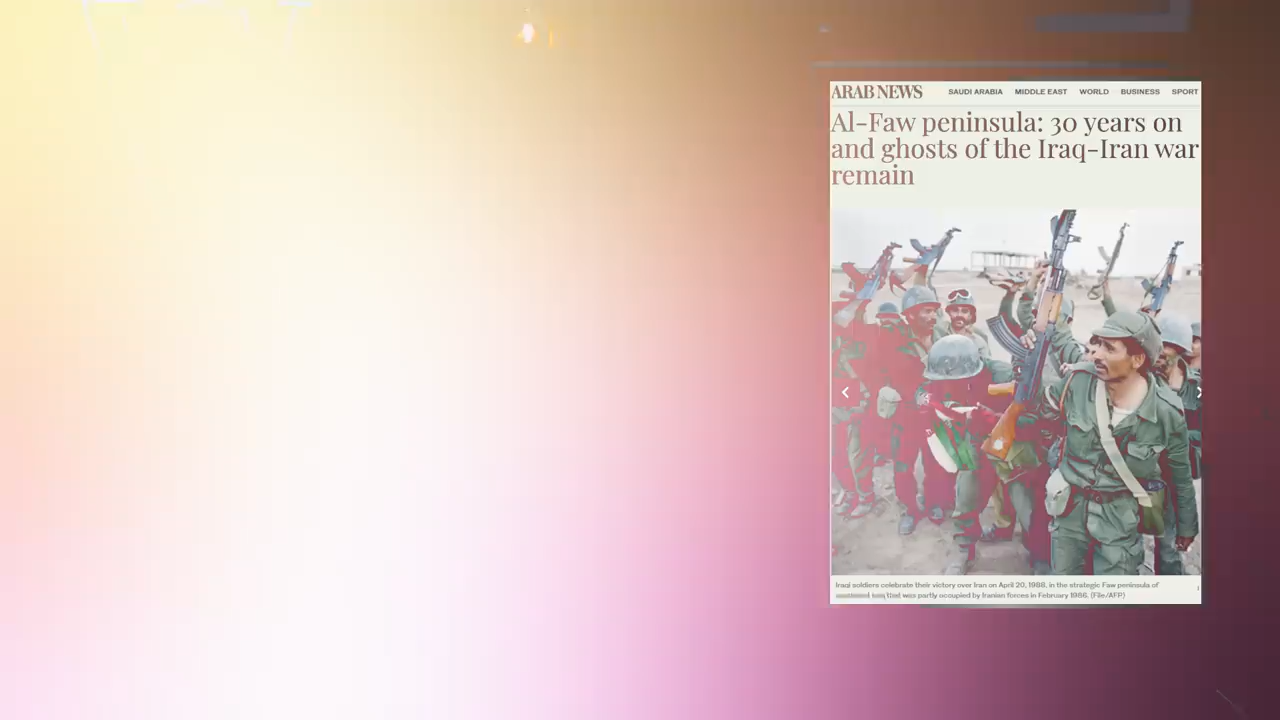 ARAB NEWS SAUDI ARABIA MIDDLE EAST WORLD BUSINESS SPORT
Al-Faw peninsula: 30 years on
and ghosts of the Iraq-Iran war
remain
Iraqi soldiers celebrate their victory over Iran on April 20, 1988, in the strategic Faw peninsula of
that was partly occupied by Iranian forces in February 1986. (File/AFP)